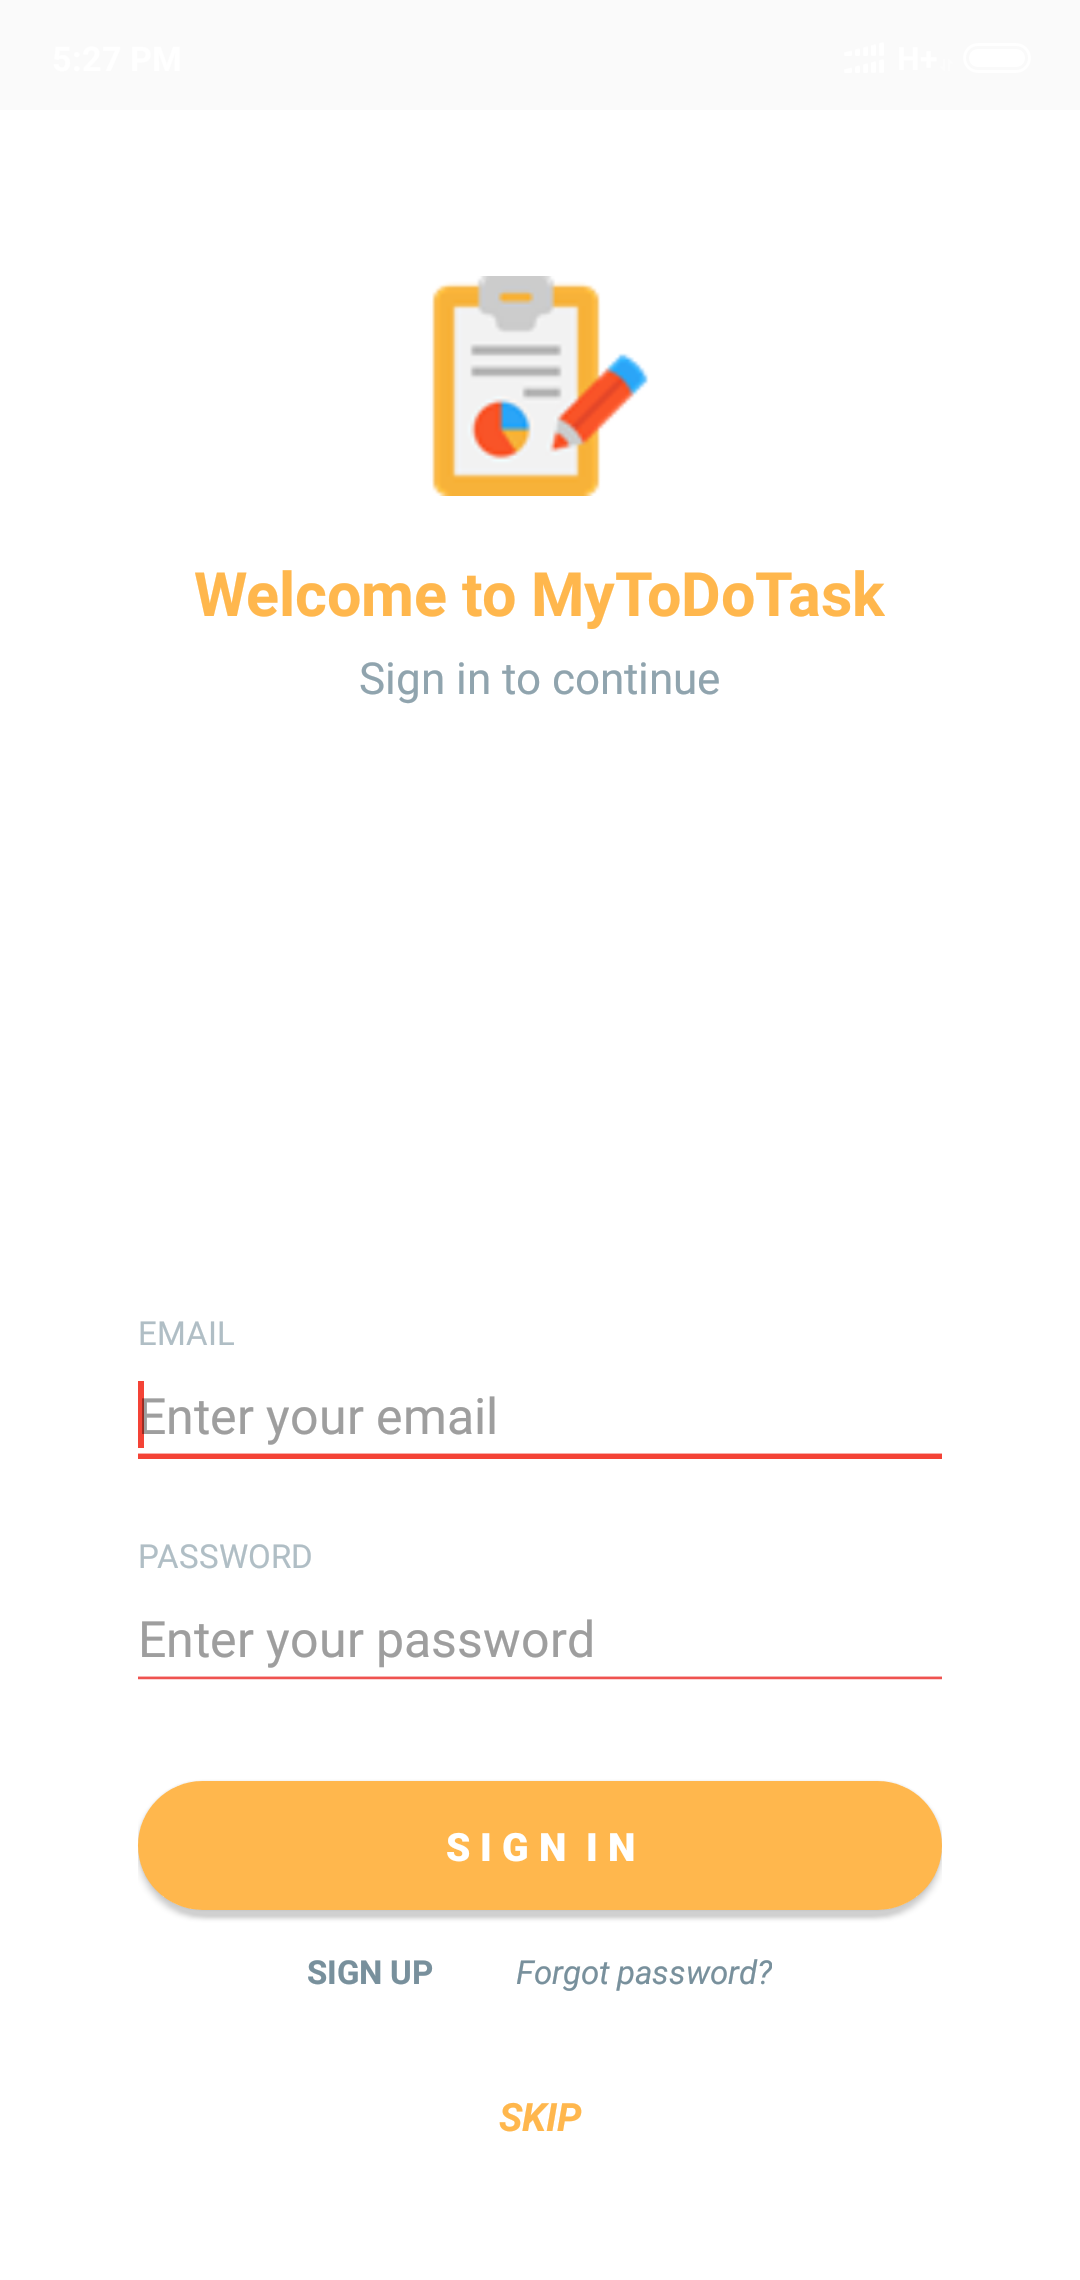 5:27 PM
H+
Welcome to MyToDoTask
Sign in to continue
EMAIL
Enter your email
PASSWORD
Enter your password
SIGN IN
SIGN UP
Forgot password?
SKIP